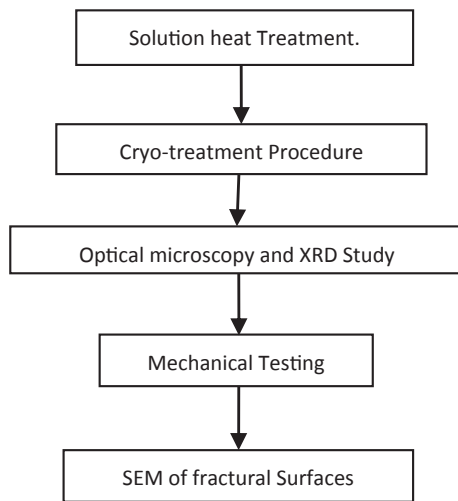 Solution heat Treatment.
Cryo-treatment Procedure
Optical microscopy and XRD Study
Mechanical Testing
SEM of fractural Surfaces